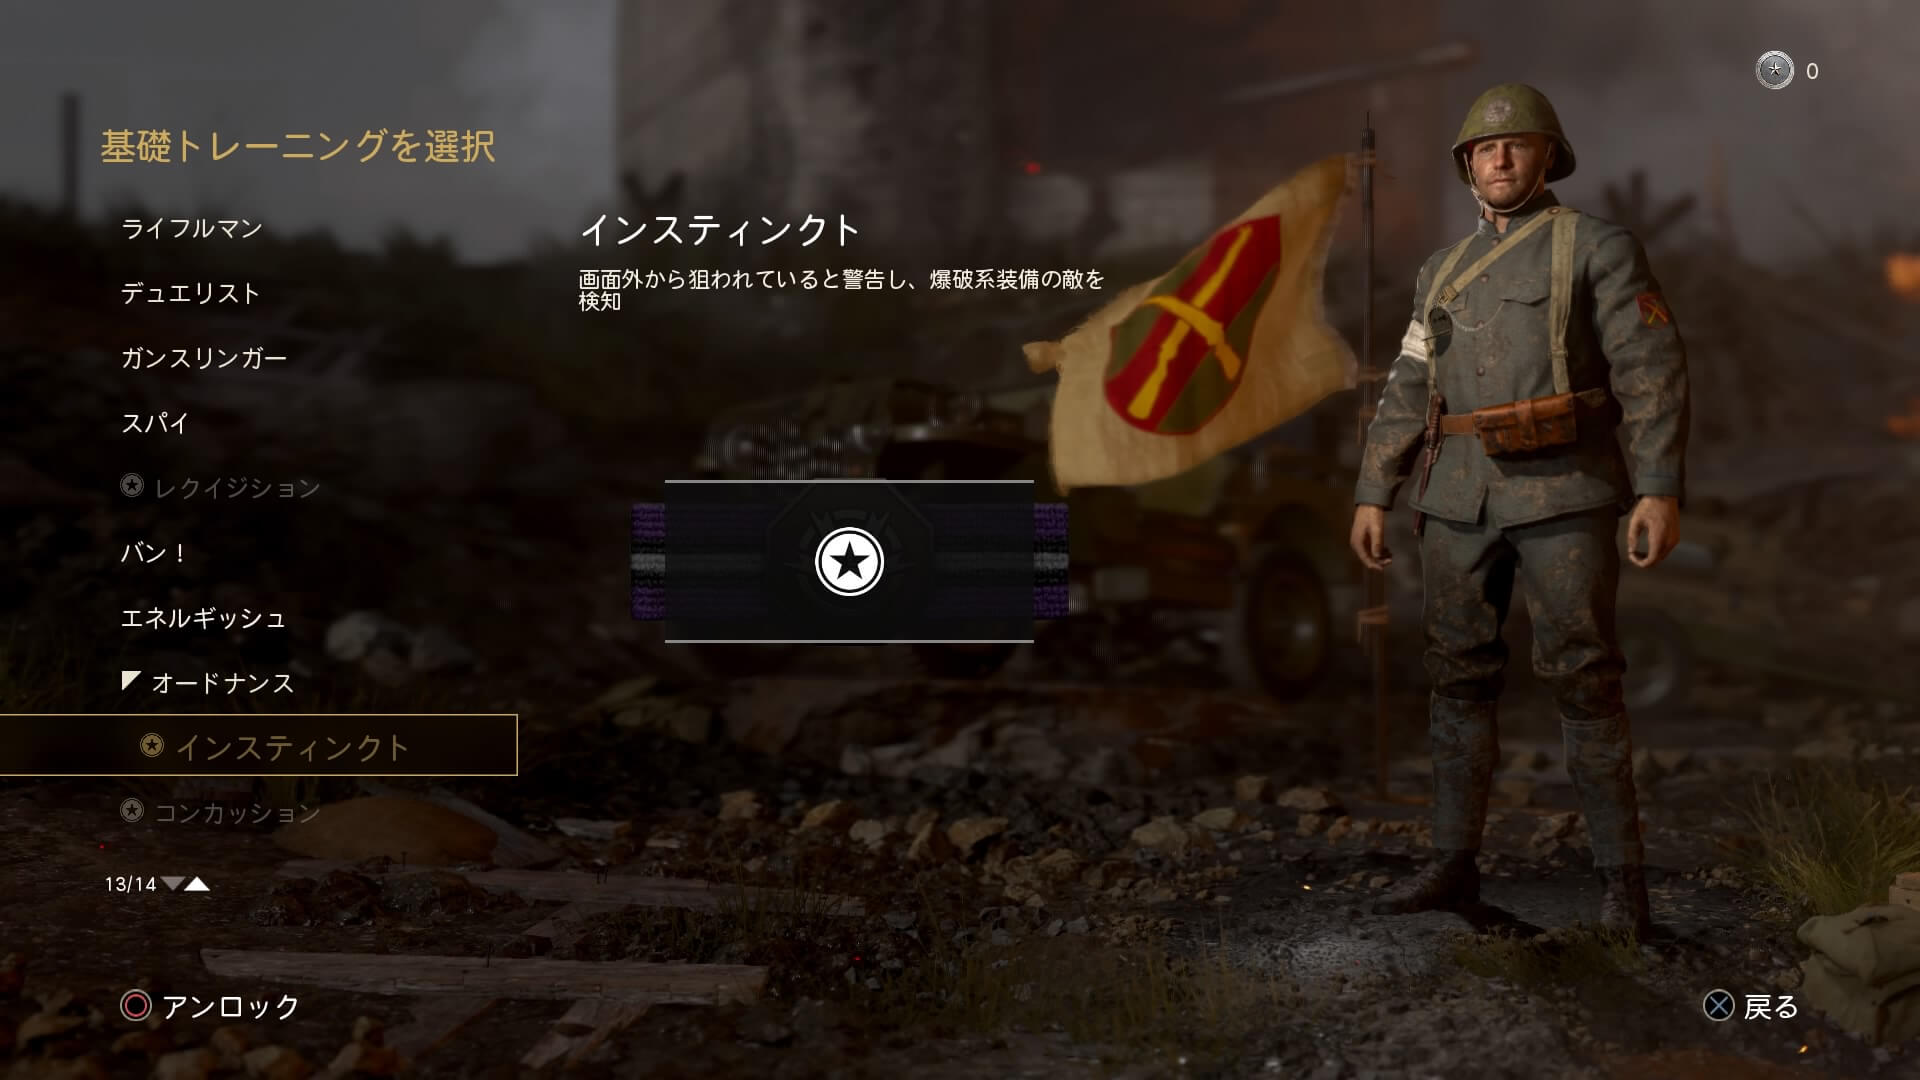 0
基礎トレーニングを選択
ライフルマン
デュエリスト
ガンスリンガー
スパイ
レクイジション
バン！
エネルギッシュ
オードナンス
インスティンクト
コンカッション
13/14
インスティンクト
画面外から狙われていると警告し、爆破系装備の敵を
検知
アンロック
戻る